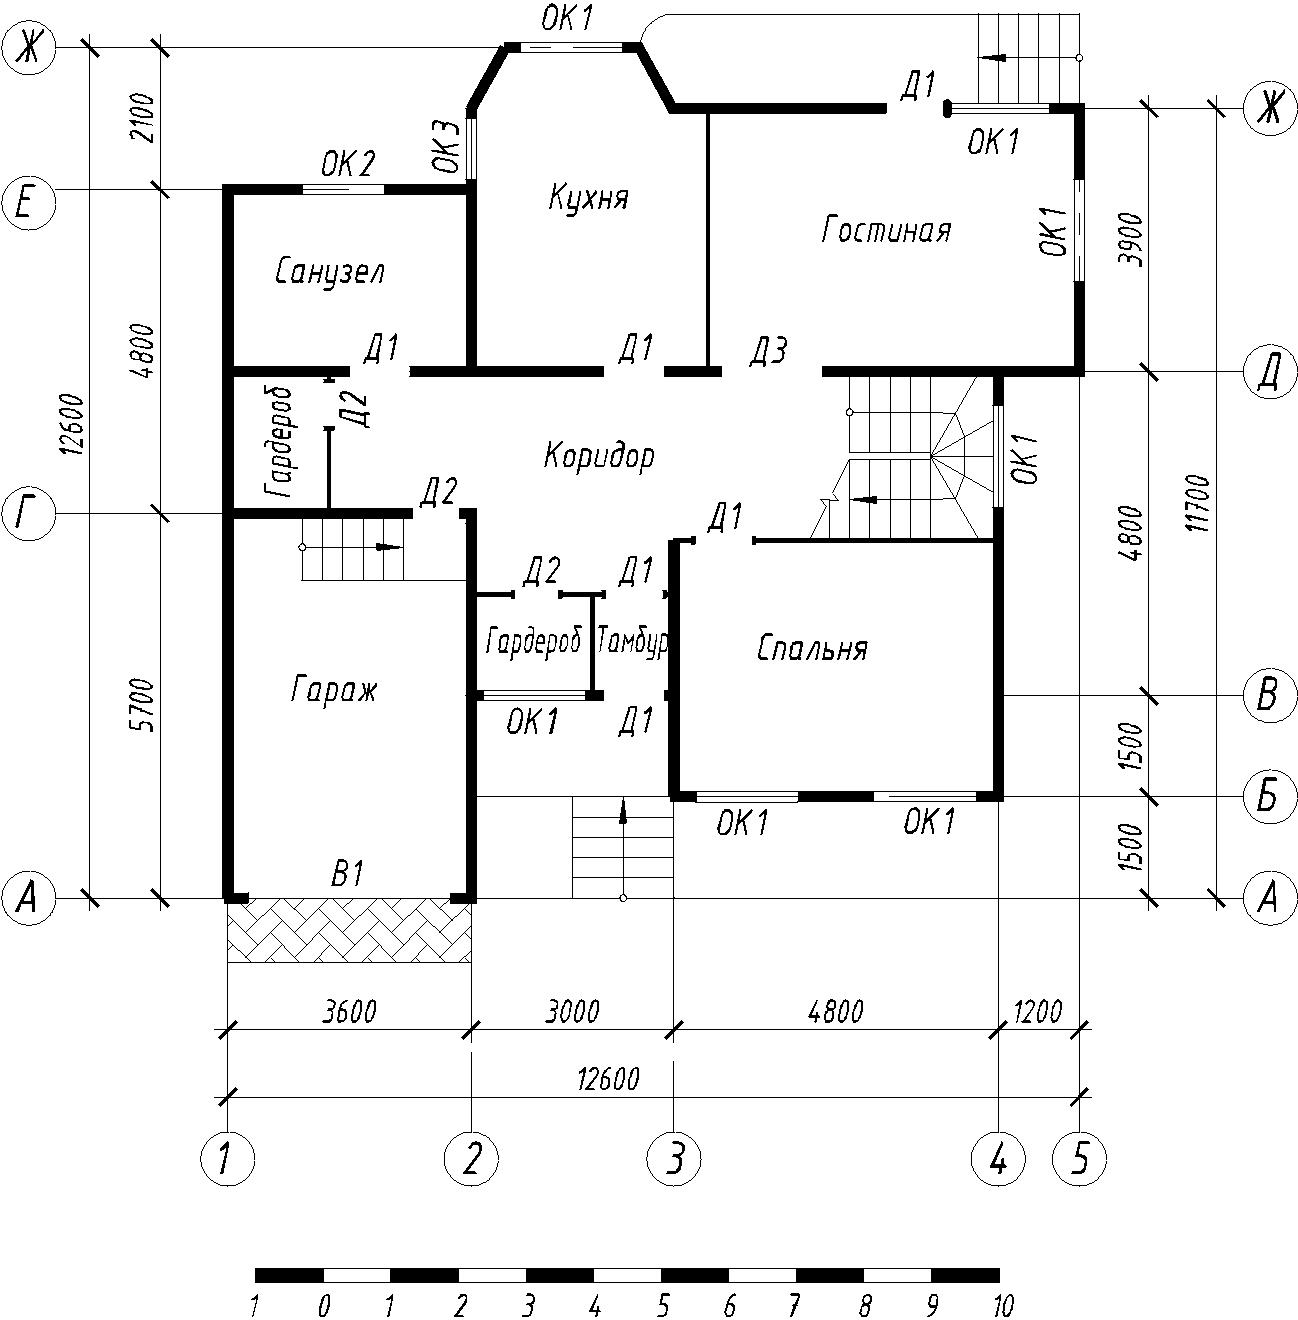 ОК1
Ж
Д1
Ж
2100
ОК3
ОК1
ОК2
Е
Кухня
Гостиная
ОК1
3900
Санузел
4800
Д1
Д1
Д3
Д
12600
Гардероб
Д2
Коридор
ОК1
Г
Д2
Д1
4800
11700
Д2
Д1
Гардероб
Тамбур
Спальня
Гараж
5700
В
ОК1
Д1
1500
Б
ОК1
ОК1
1500
В1
А
А
3600
3000
4800
1200
12600
1
2
3
4
5
1 0 1 2 3 4 5 6 7 8 9 10